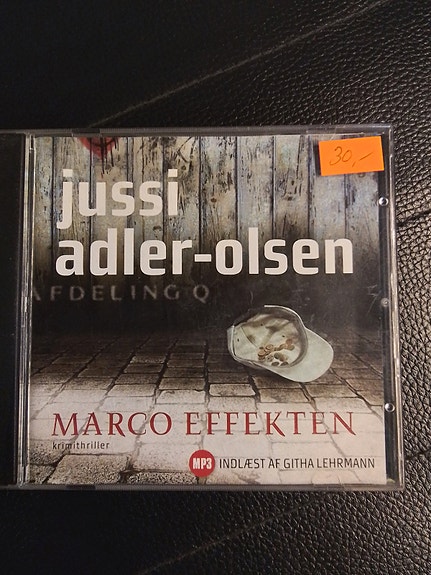 30,-
jussi
adler-olsen
AFDELING Q
MARCO EFFEKTEN
krimithriller
MP3 INDLÆST AF GITHA LEHRMANN